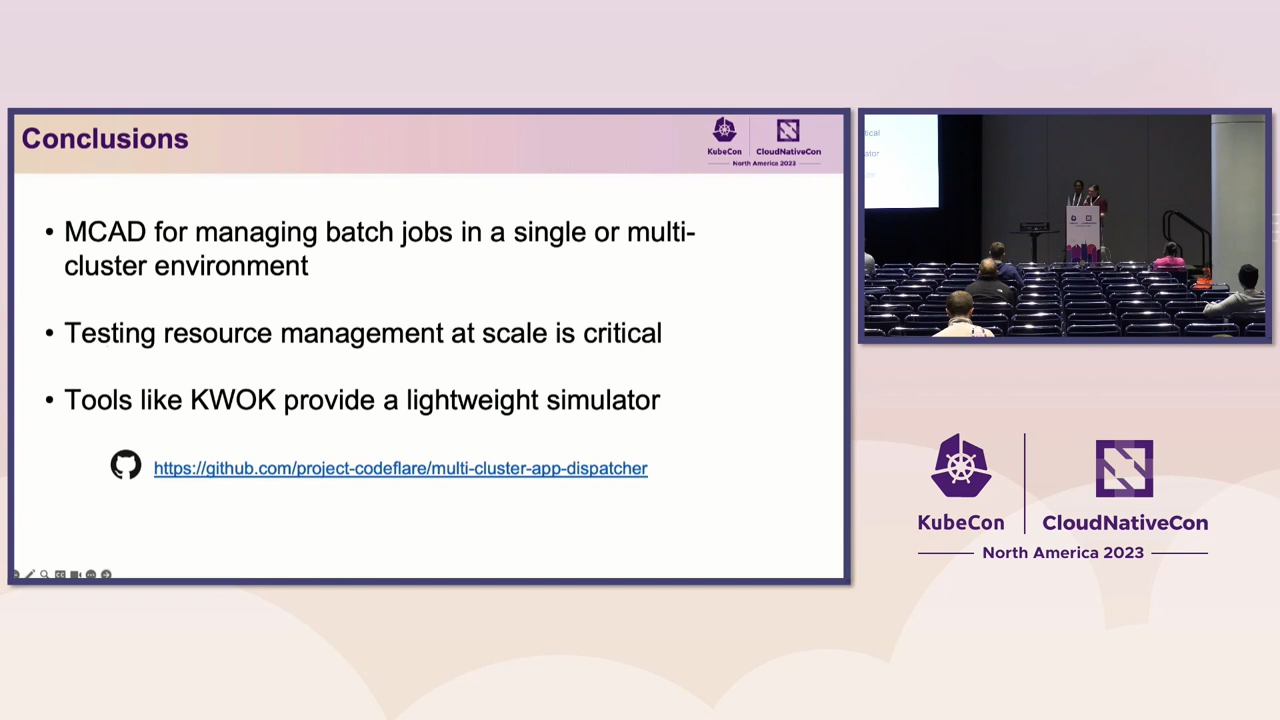 Conclusions
KubeCon
CloudNativeCon
North America 2023
• MCAD for managing batch jobs in a single or multi-
cluster environment
• Testing resource management at scale is critical
• Tools like KWOK provide a lightweight simulator
https://github.com/project-codeflare/multi-cluster-app-dispatcher
tical
ator
KubeCon
CloudNativeCon
North America 2023